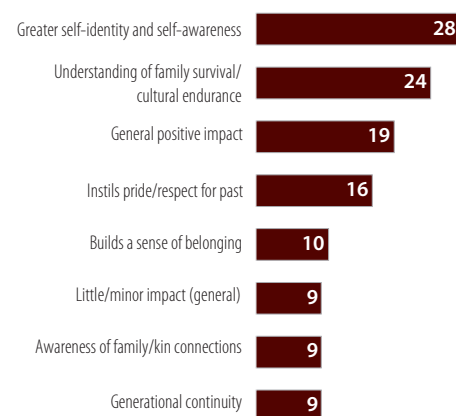 Greater self-identity and self-awareness 28
Understanding of family survival/
cultural endurance 24
General positive impact 19
Instils pride/respect for past 16
Builds a sense of belonging 10
Little/minor impact (general) 9
Awareness of family/kin connections 9
Generational continuity 9